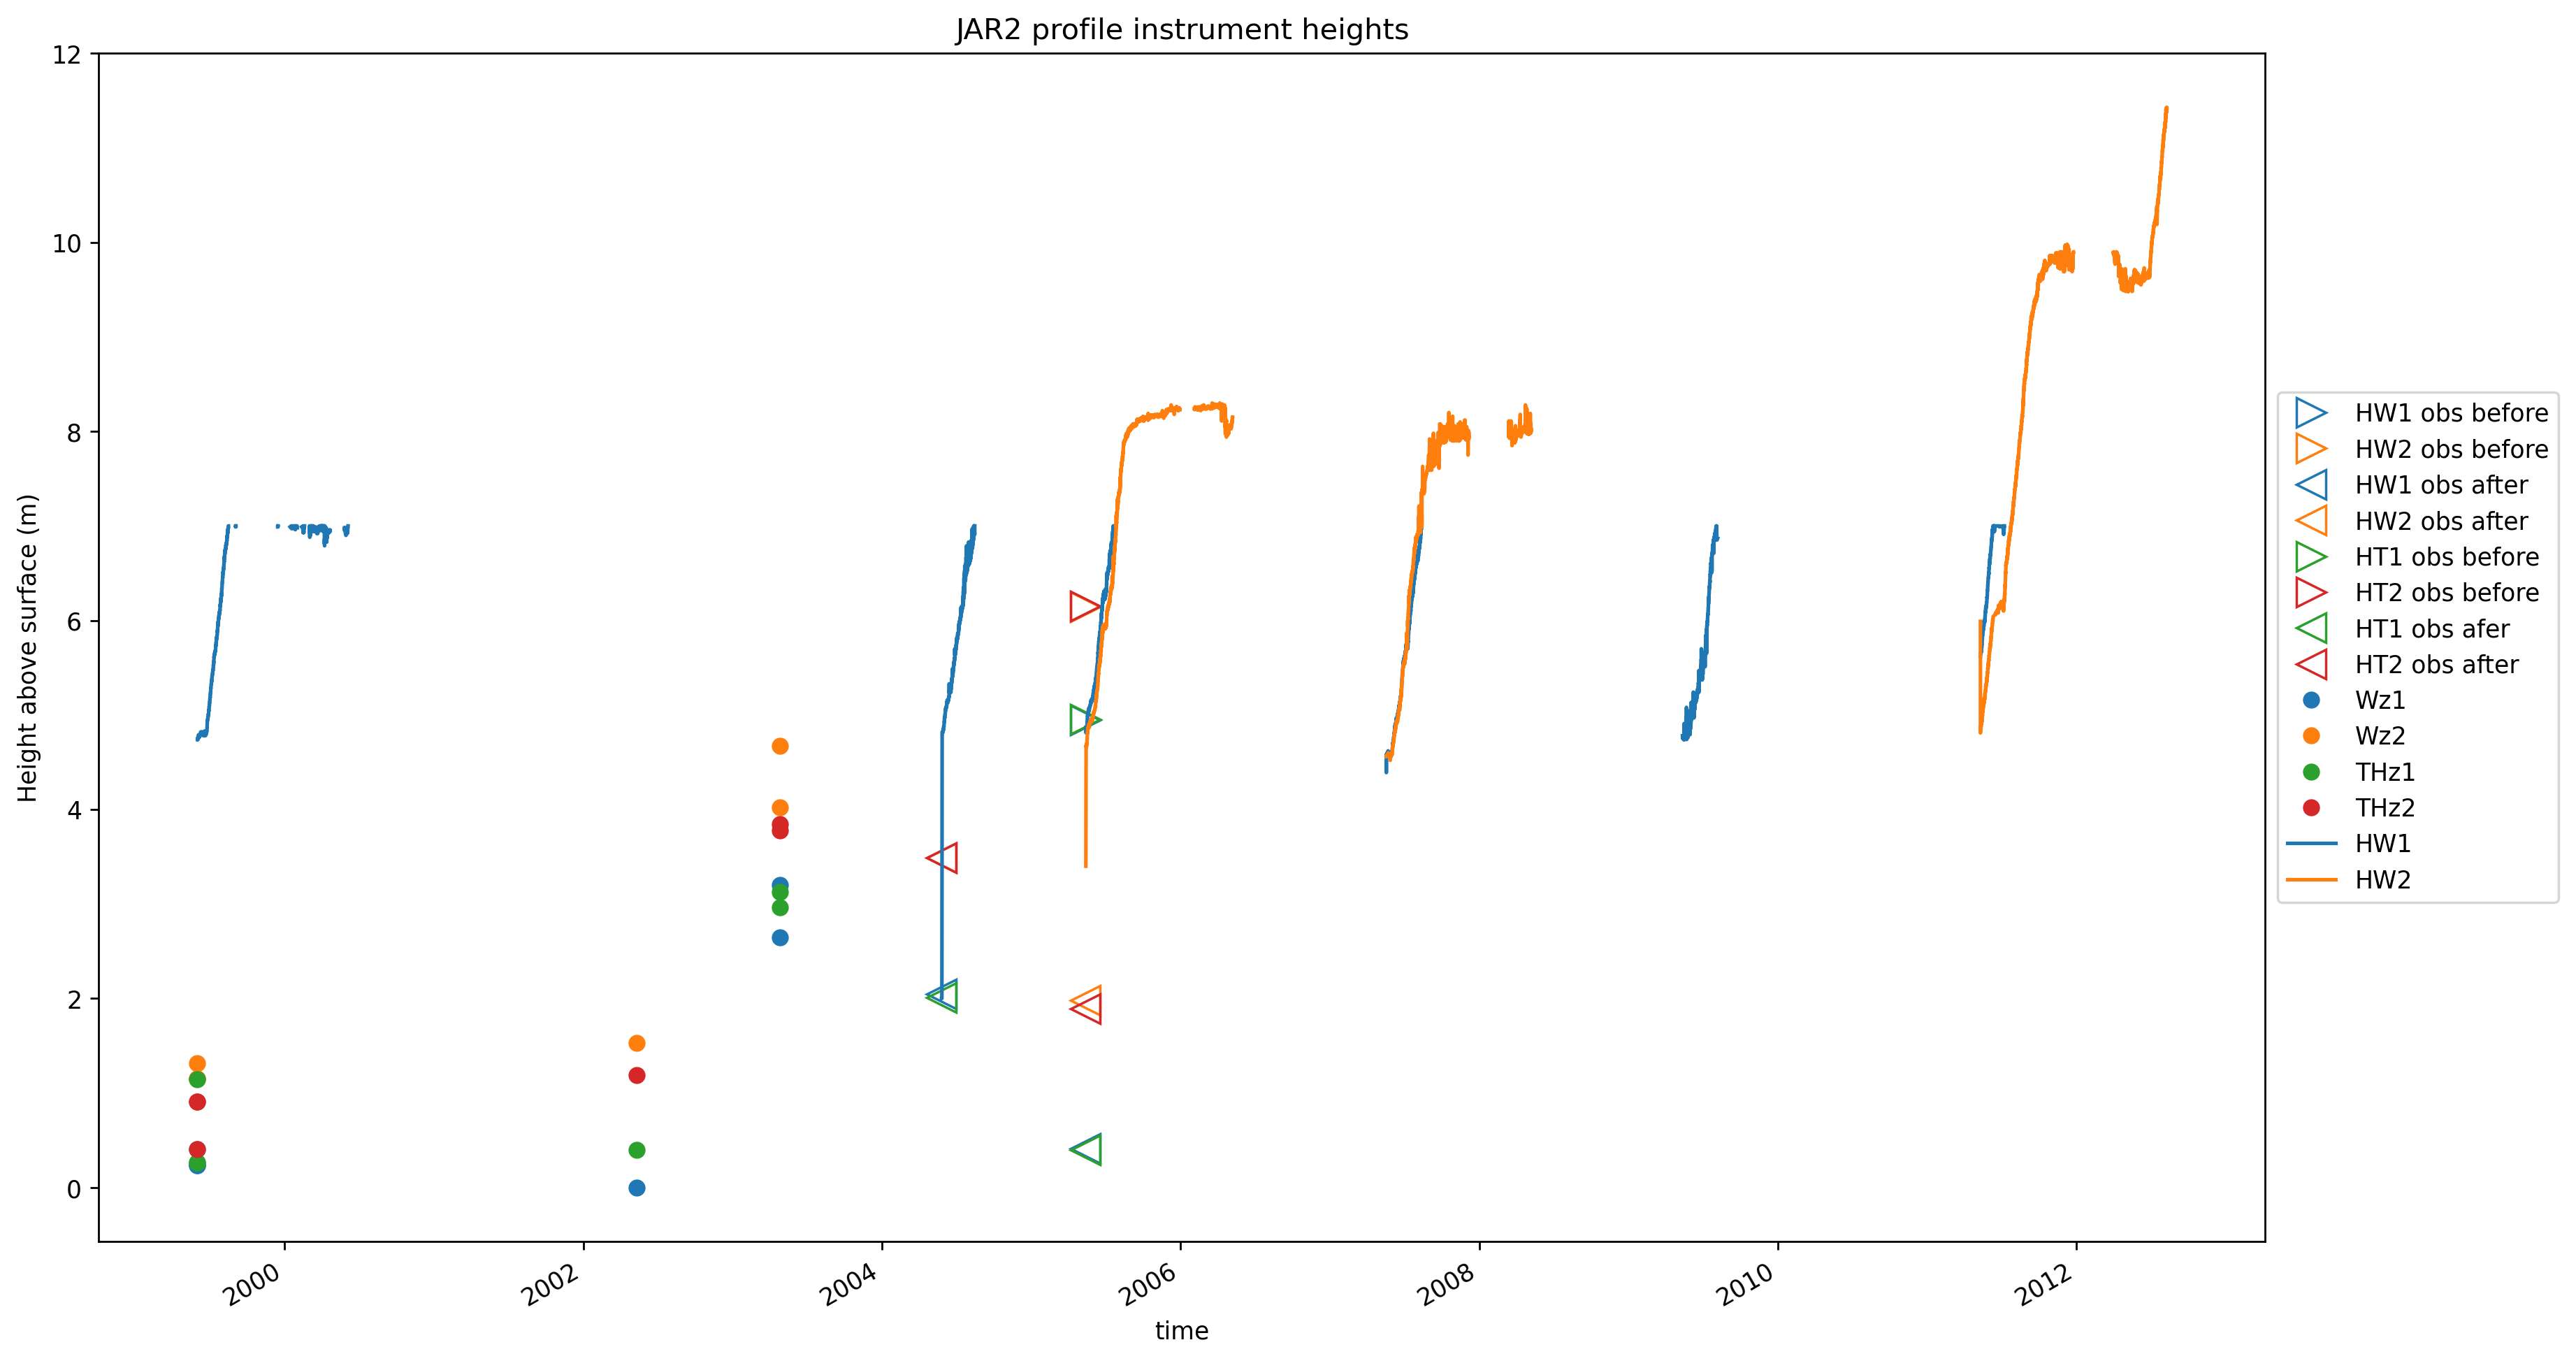 JAR2 profile instrument heights
12
10
8
6
4
2
0
Height above surface (m)
2000
2002
2004
2006
2008
2010
2012
time
HW1 obs before
HW2 obs before
HW1 obs after
HW2 obs after
HT1 obs before
HT2 obs before
HT1 obs afer
HT2 obs after
Wz1
Wz2
THz1
THz2
HW1
HW2